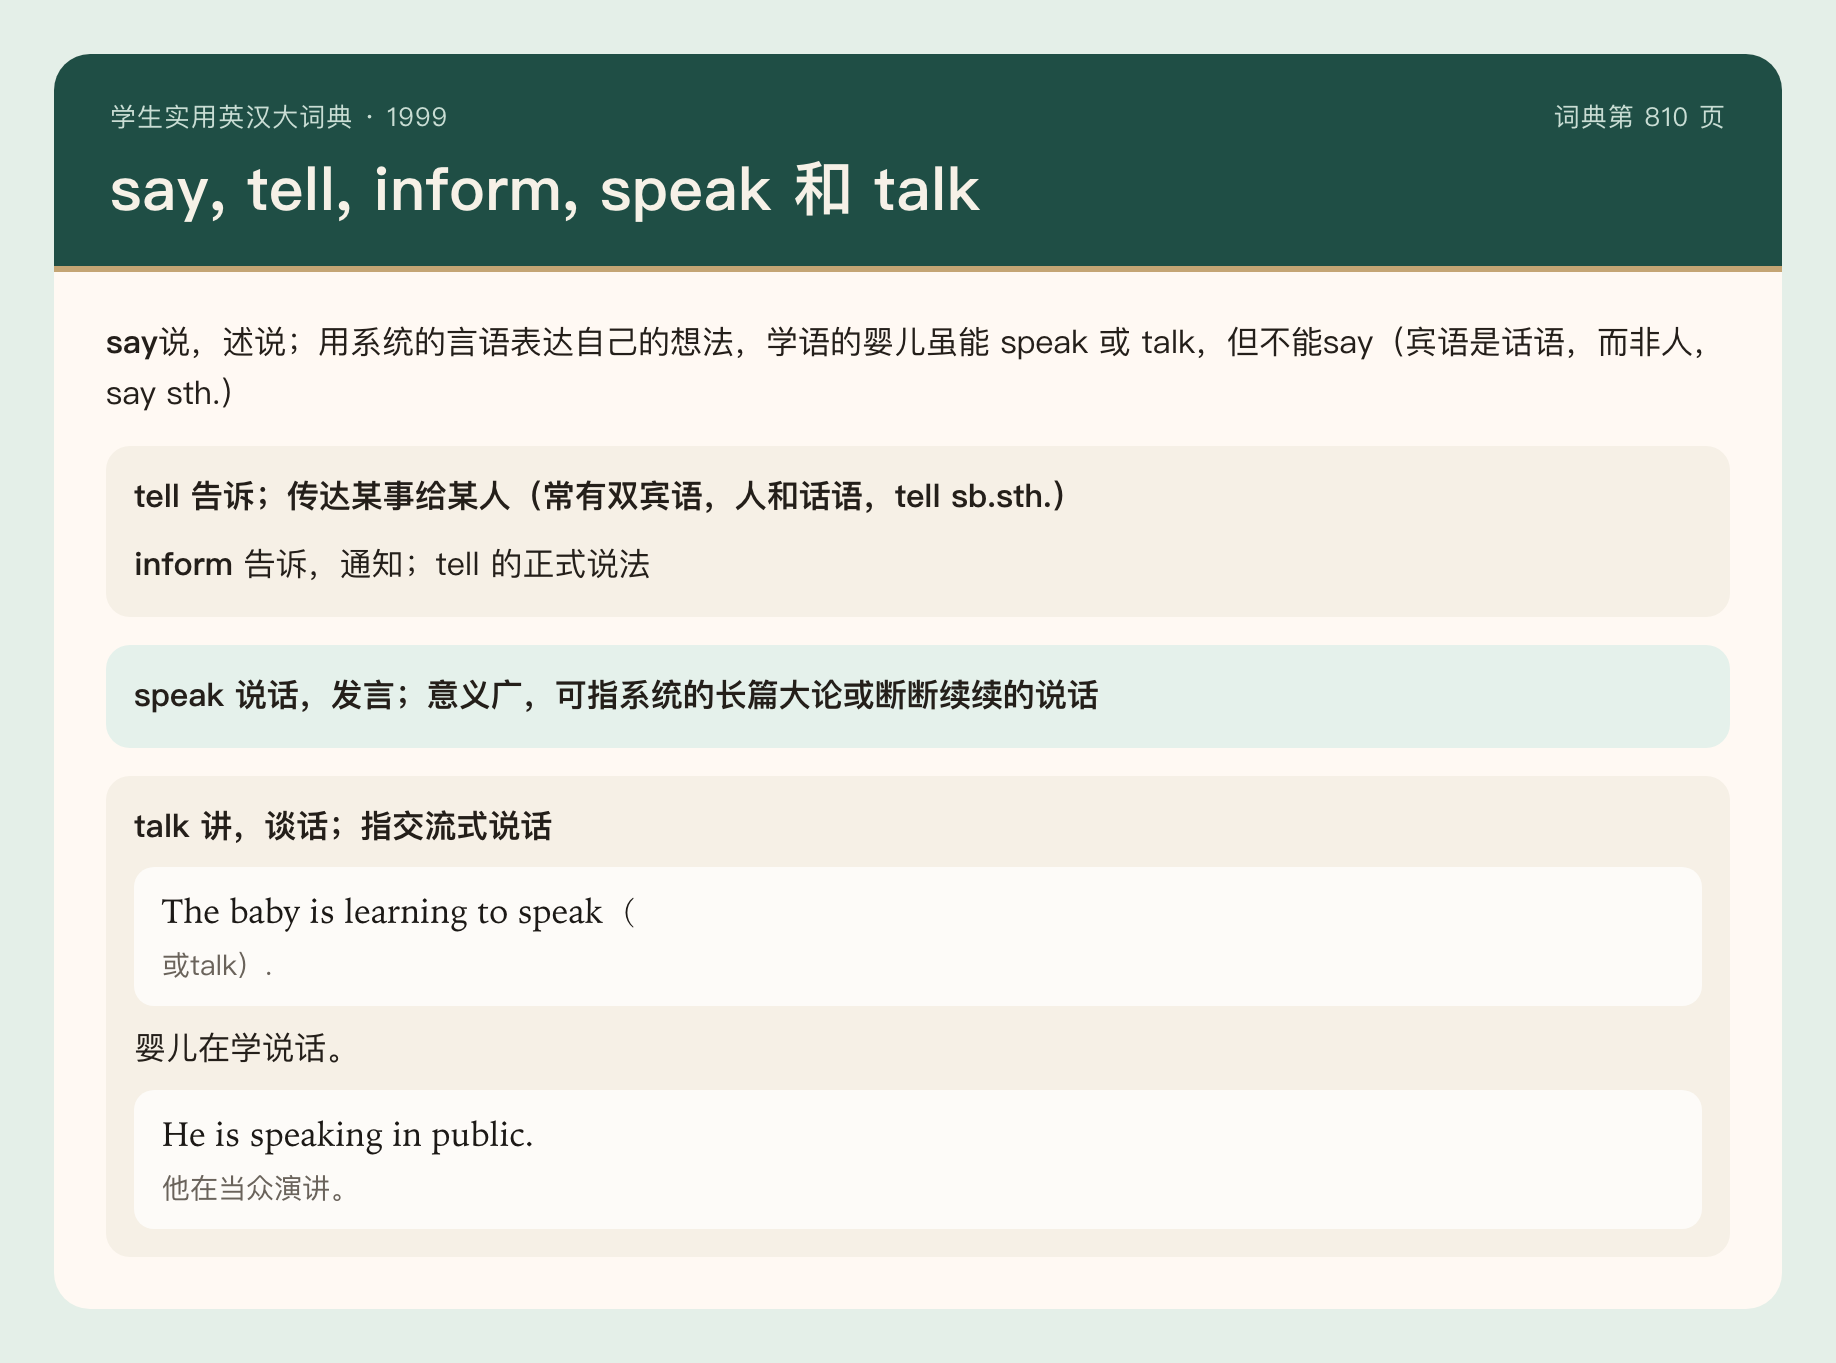 学生实用英汉大词典 · 1999
词典第 810 页
say, tell, inform, speak 和 talk
say说，述说；用系统的言语表达自己的想法，学语的婴儿虽能 speak 或 talk，但不能say（宾语是话语，而非人，
say sth.）
tell 告诉；传达某事给某人（常有双宾语，人和话语，tell sb.sth.）
inform 告诉，通知；tell 的正式说法
speak 说话，发言；意义广，可指系统的长篇大论或断断续续的说话
talk 讲，谈话；指交流式说话
The baby is learning to speak（
或talk）.
婴儿在学说话。
He is speaking in public.
他在当众演讲。